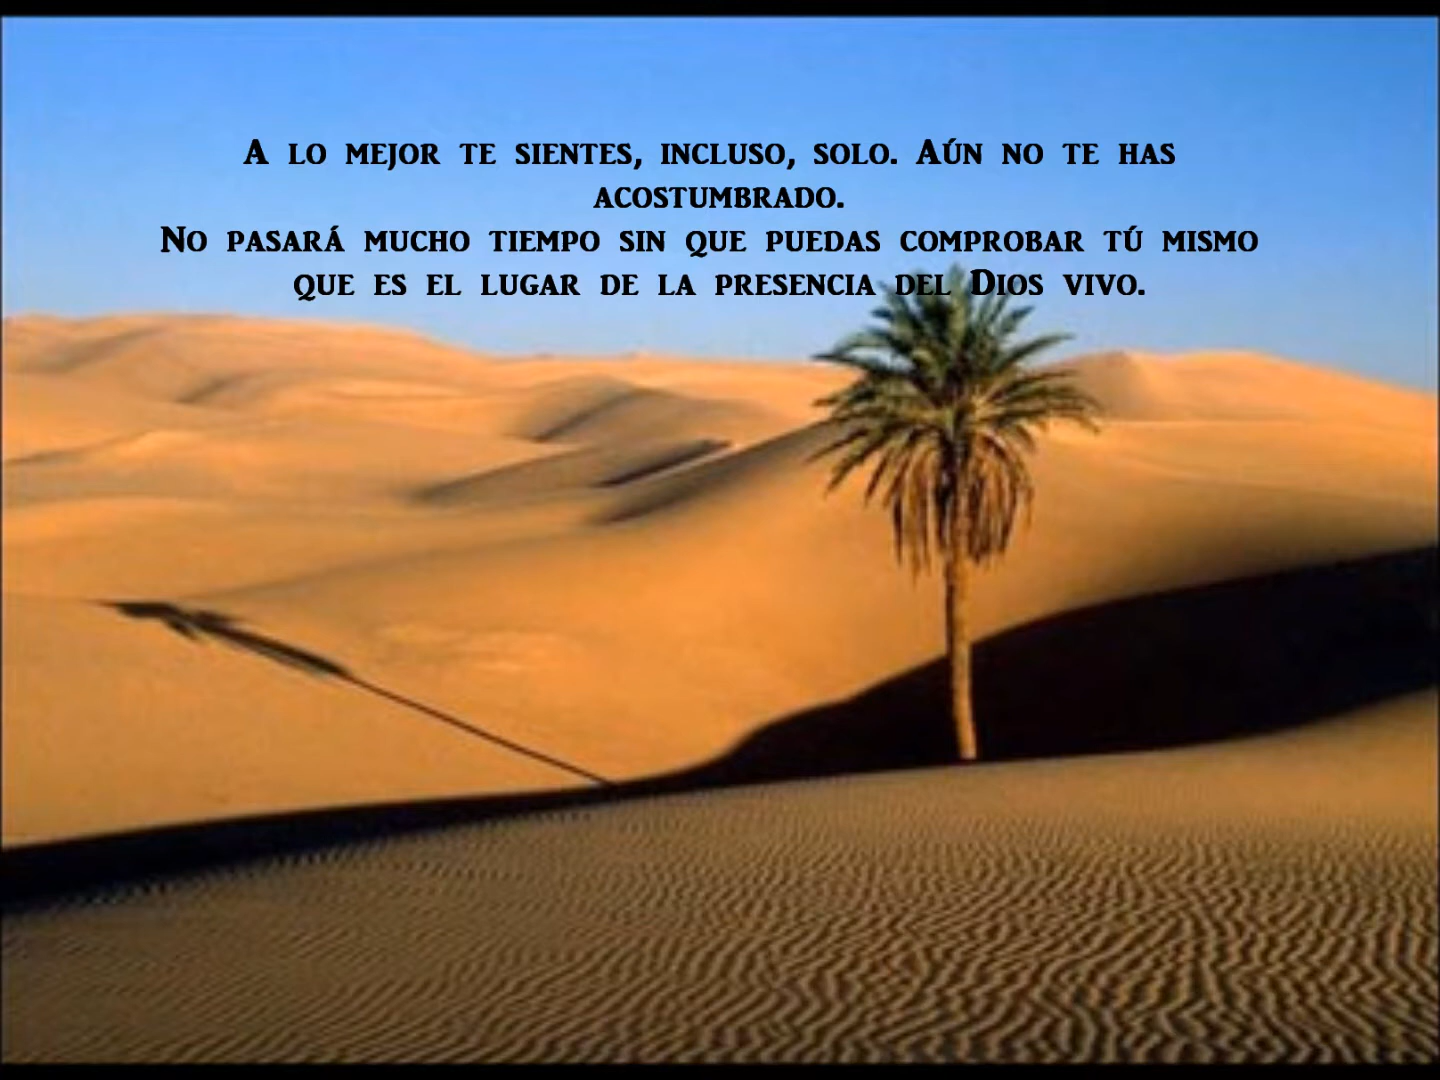 A lo mejor te sientes, incluso, solo. Aún no te has
acostumbrado.
No pasará mucho tiempo sin que puedas comprobar tú mismo
que es el lugar de la presencia del Dios vivo.